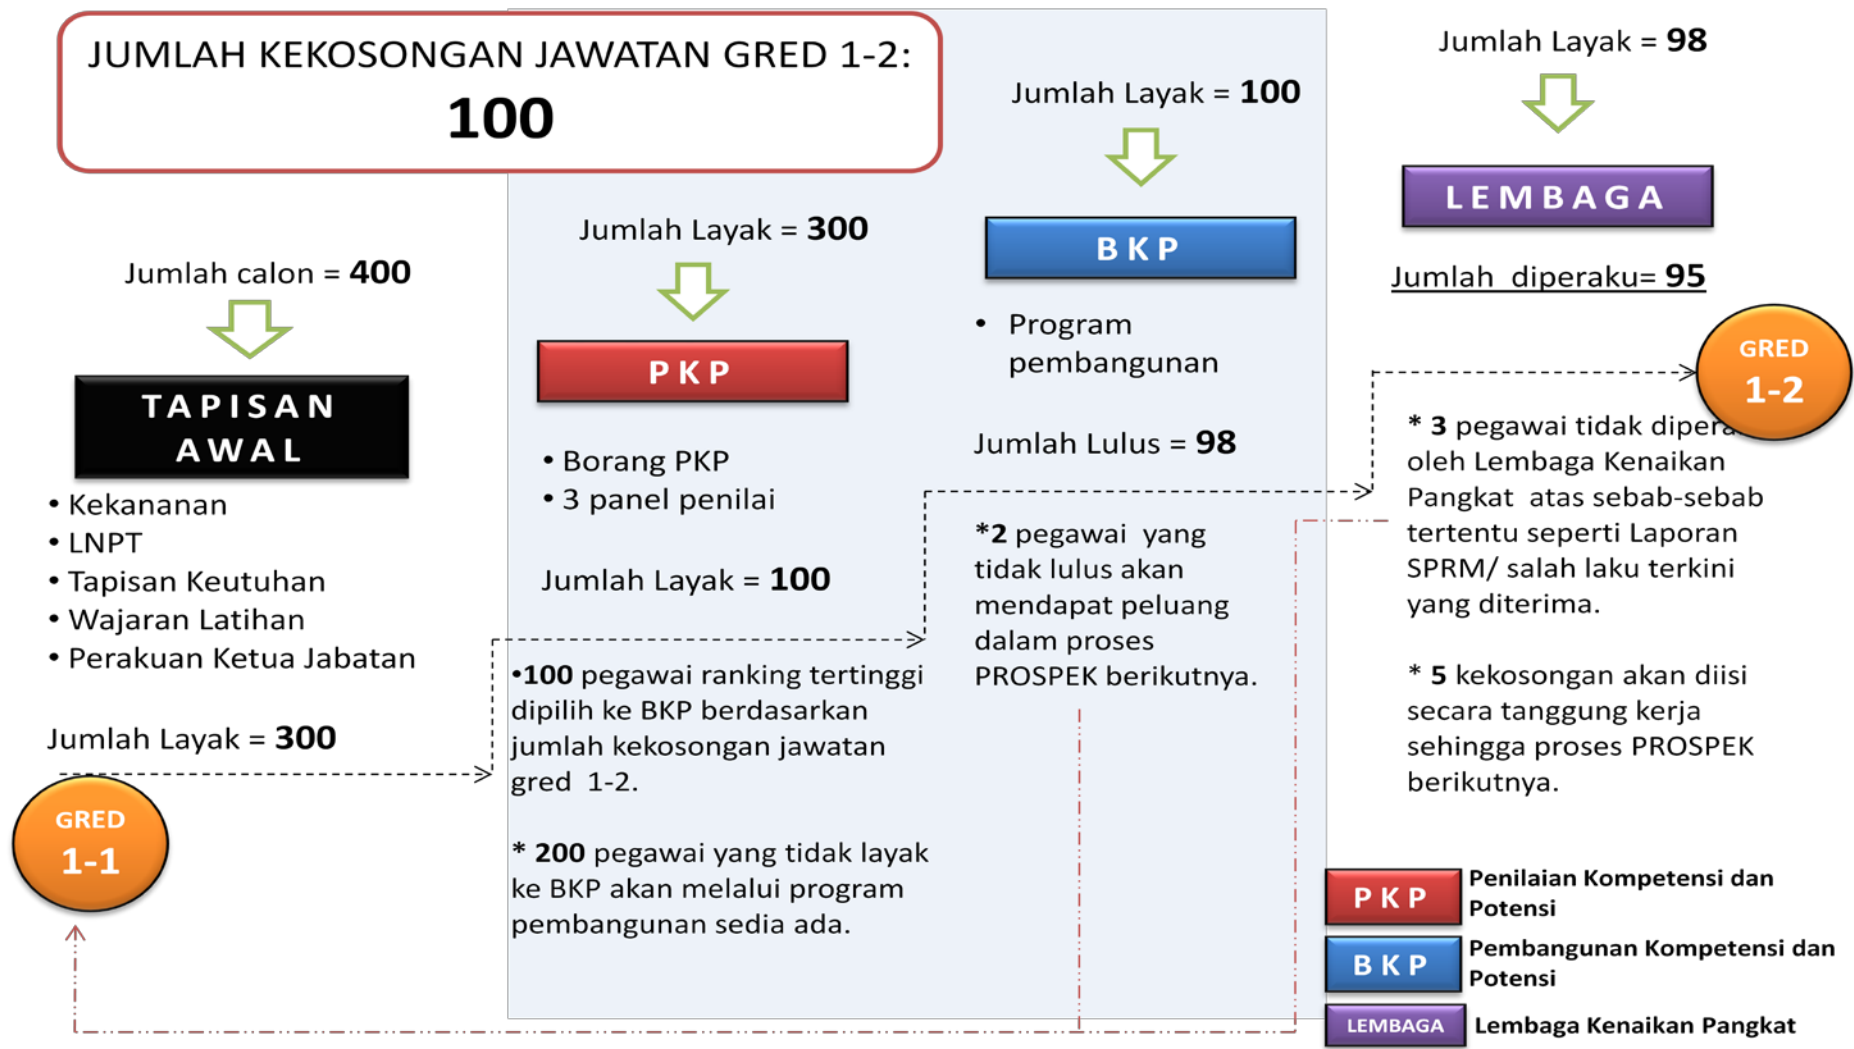 JUMLAH KEKOSONGAN JAWATAN GRED 1-2:
100
Jumlah calon = 400
TAPISAN
AWAL
• Kekananan
• LNPT
• Tapisan Keutuhan
• Wajaran Latihan
• Perakuan Ketua Jabatan
Jumlah Layak = 300
GRED
1-1
Jumlah Layak = 300
PKP
• Borang PKP
• 3 panel penilai
Jumlah Layak = 100
•100 pegawai ranking tertinggi
dipilih ke BKP berdasarkan
jumlah kekosongan jawatan
gred 1-2.
* 200 pegawai yang tidak layak
ke BKP akan melalui program
pembangunan sedia ada.
Jumlah Layak = 100
BKP
• Program
pembangunan
Jumlah Lulus = 98
*2 pegawai yang
tidak lulus akan
mendapat peluang
dalam proses
PROSPEK berikutnya.
Jumlah Layak = 98
LEMBAGA
Jumlah diperaku= 95
GRED
1-2
* 3 pegawai tidak
oleh Lembaga Kenaikan
Pangkat atas sebab-sebab
tertentu seperti Laporan
SPRM/ salah laku terkini
yang diterima.
* 5 kekosongan akan diisi
secara tanggung kerja
sehingga proses PROSPEK
berikutnya.
PKP
Penilaian Kompetensi dan
Potensi
BKP
Pembangunan Kompetensi dan
Potensi
LEMBAGA
Lembaga Kenaikan Pangkat